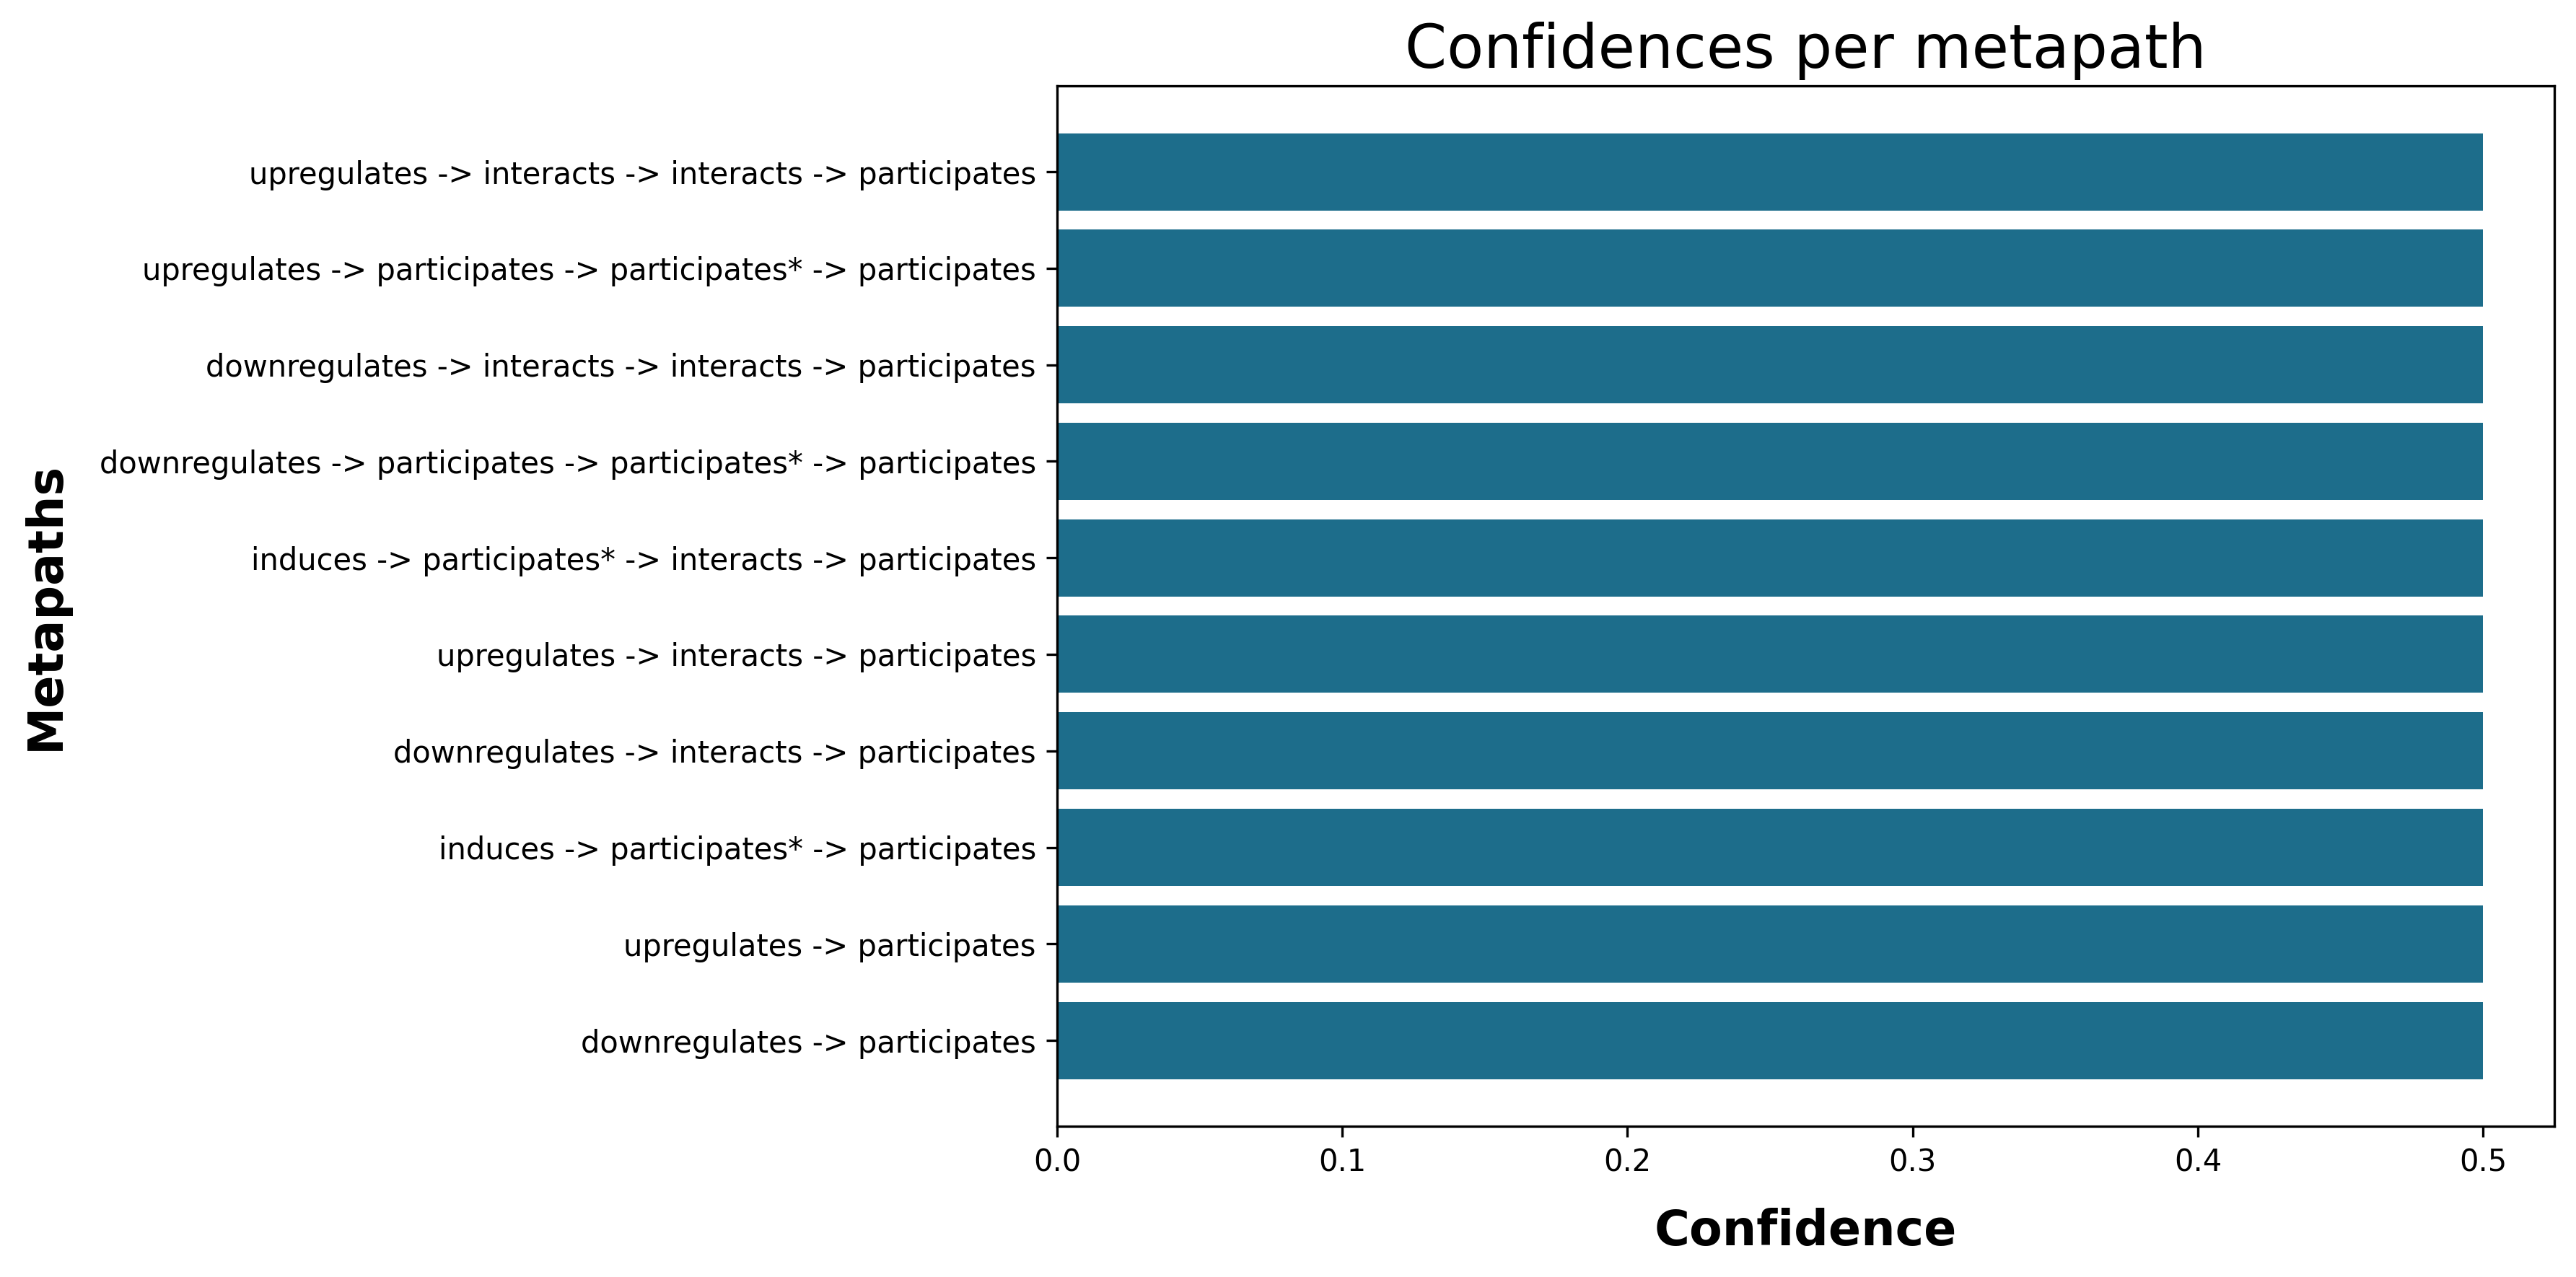 Confidences per metapath
Metapaths
upregulates -> interacts -> interacts -> participates
upregulates -> participates -> participates* -> participates
downregulates -> interacts -> interacts -> participates
downregulates -> participates -> participates* -> participates
induces -> participates* -> interacts -> participates
upregulates -> interacts -> participates
downregulates -> interacts -> participates
induces -> participates* -> participates
upregulates -> participates
downregulates -> participates
0.0 0.1 0.2 0.3 0.4 0.5
Confidence